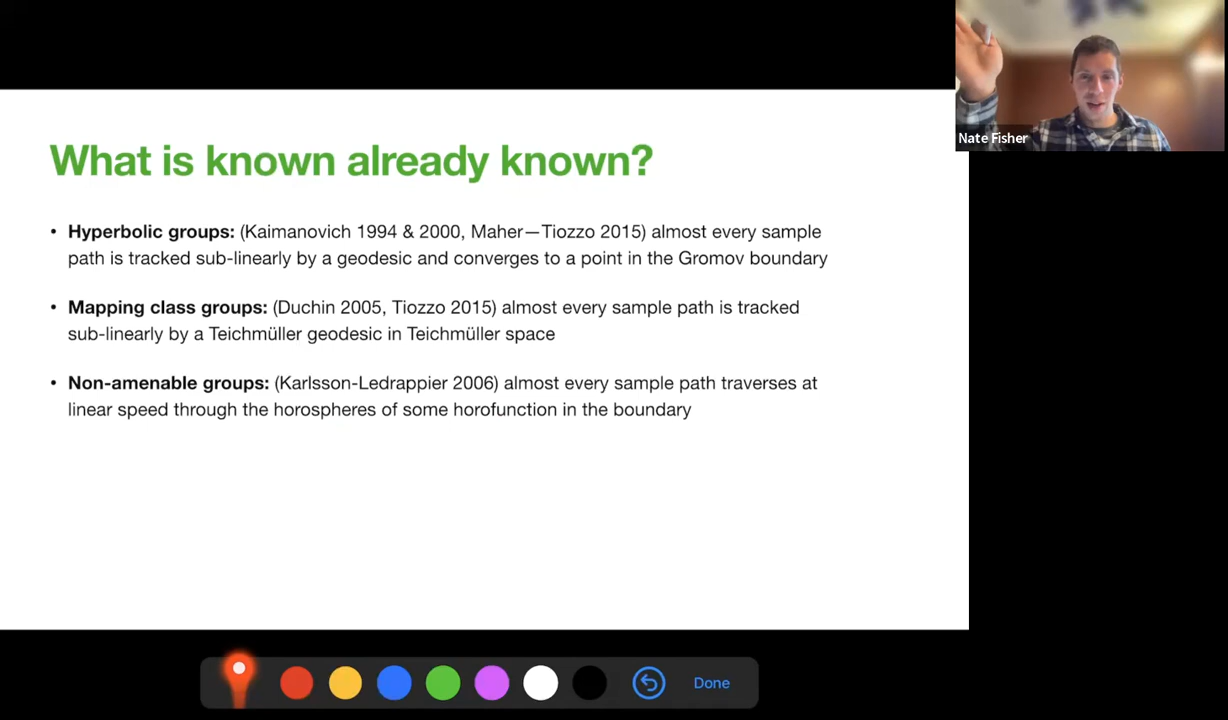 What is known already known?
• Hyperbolic groups: (Kaimanovich 1994 & 2000, Maher—Tiozzo 2015) almost every sample
path is tracked sub-linearly by a geodesic and converges to a point in the Gromov boundary
• Mapping class groups: (Duchin 2005, Tiozzo 2015) almost every sample path is tracked
sub-linearly by a Teichmüller geodesic in Teichmüller space
• Non-amenable groups: (Karlsson-Ledrappier 2006) almost every sample path traverses at
linear speed through the horospheres of some horofunction in the boundary
Nate Fisher
Done